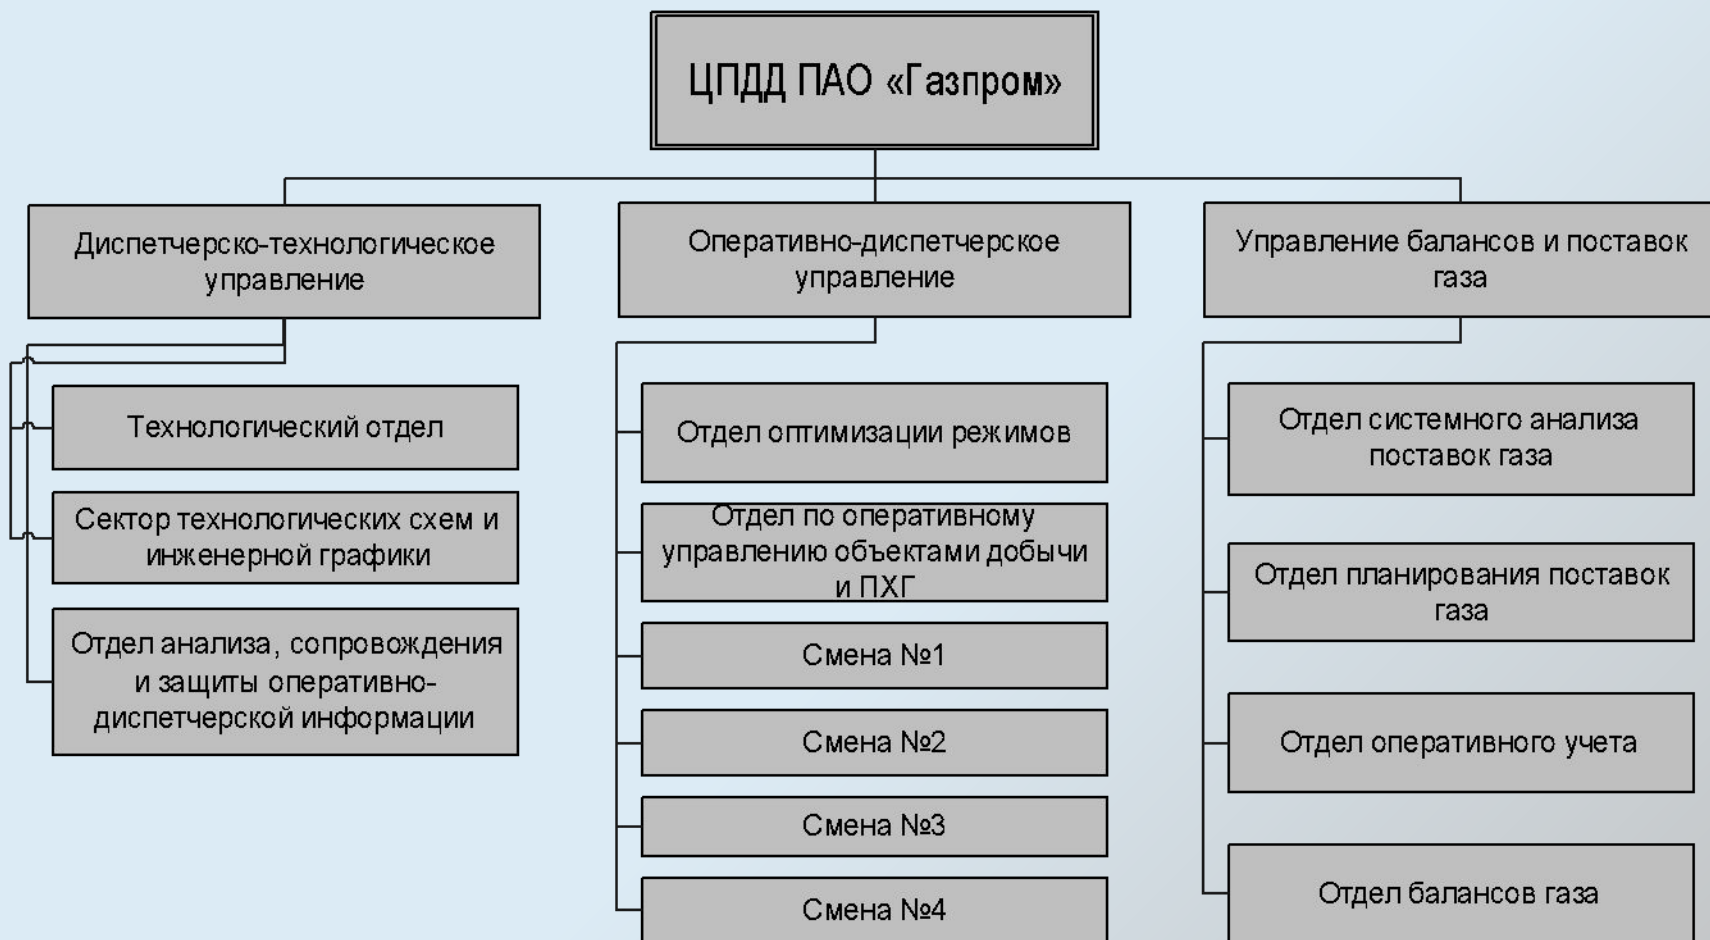 ЦПДД ПАО «Газпром»
Диспетчерско-технологическое
управление
Технологический отдел
Сектор технологических схем и
инженерной графики
Отдел анализа, сопровождения
и защиты оперативно-
диспетчерской информации
Оперативно-диспетчерское
управление
Отдел оптимизации режимов
Отдел по оперативному
управлению объектами добычи
и ПХГ
Смена №1
Смена №2
Смена №3
Смена №4
Управление балансов и поставок
газа
Отдел системного анализа
поставок газа
Отдел планирования поставок
газа
Отдел оперативного учета
Отдел балансов газа